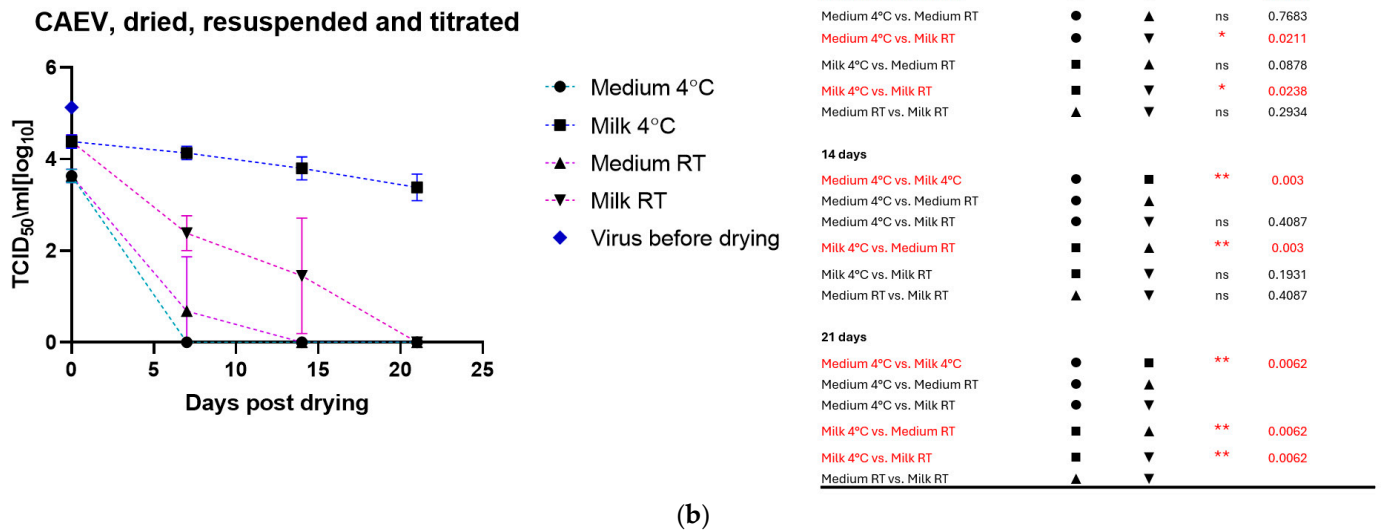 CAEV, dried, resuspended and titrated
TCID50\ml[log10]
6
4
2
0
0 5 10 15 20 25
Days post drying
Medium 4°C
Milk 4°C
Medium RT
Milk RT
Virus before drying
Medium 4°C vs. Medium RT ns 0.7683
Medium 4°C vs. Milk RT * 0.0211
Milk 4°C vs. Medium RT ns 0.0878
Milk 4°C vs. Milk RT * 0.0238
Medium RT vs. Milk RT ns 0.2934
14 days
Medium 4°C vs. Milk 4°C ** 0.003
Medium 4°C vs. Medium RT
Medium 4°C vs. Milk RT ns 0.4087
Milk 4°C vs. Medium RT ** 0.003
Milk 4°C vs. Milk RT ns 0.1931
Medium RT vs. Milk RT ns 0.4087
21 days
Medium 4°C vs. Milk 4°C ** 0.0062
Medium 4°C vs. Medium RT
Medium 4°C vs. Milk RT
Milk 4°C vs. Medium RT ** 0.0062
Milk 4°C vs. Milk RT ** 0.0062
Medium RT vs. Milk RT
(b)